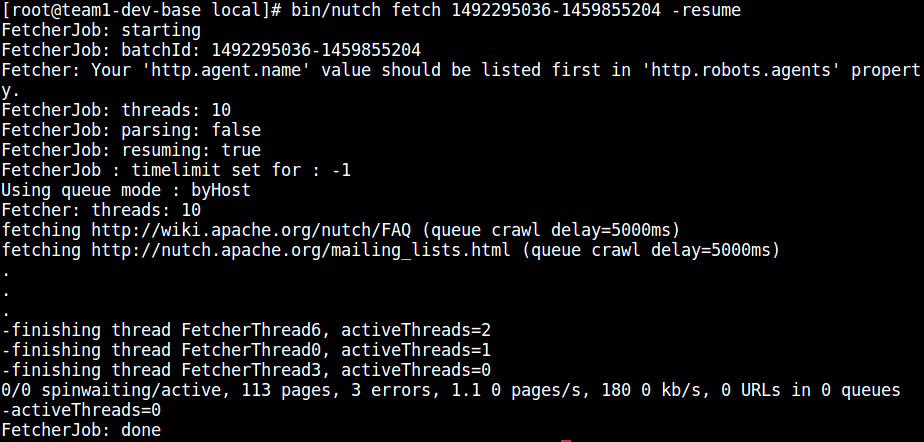 [root@team1-dev-base local]# bin/nutch fetch 1492295036-1459855204 -resume
FetcherJob: starting
FetcherJob: batchId: 1492295036-1459855204
Fetcher: Your 'http.agent.name' value should be listed first in 'http.robots.agents' propert
y.
FetcherJob: threads: 10
FetcherJob: parsing: false
FetcherJob: resuming: true
FetcherJob : timelimit set for : -1
Using queue mode : byHost
Fetcher: threads: 10
fetching http://wiki.apache.org/nutch/FAQ (queue crawl delay=5000ms)
fetching http://nutch.apache.org/mailing_lists.html (queue crawl delay=5000ms)
.
.
.
-finishing thread FetcherThread6, activeThreads=2
-finishing thread FetcherThread0, activeThreads=1
-finishing thread FetcherThread3, activeThreads=0
0/0 spinwaiting/active, 113 pages, 3 errors, 1.1 0 pages/s, 180 0 kb/s, 0 URLs in 0 queues
-activeThreads=0
FetcherJob: done